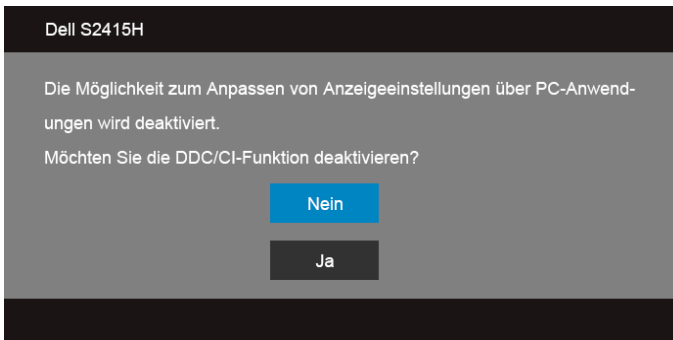 Dell S2415H
Die Möglichkeit zum Anpassen von Anzeigeeinstellungen über PC-Anwend-
ungen wird deaktiviert.
Möchten Sie die DDC/CI-Funktion deaktivieren?
Nein
Ja